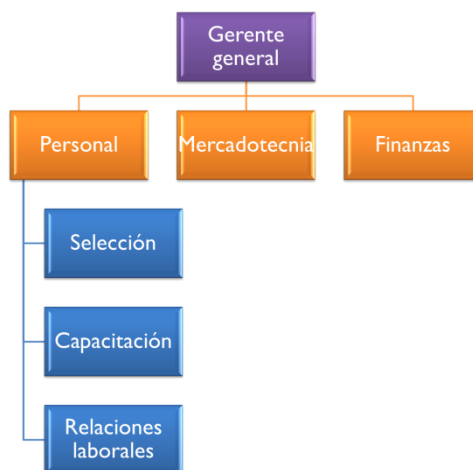 Gerente
general
Personal
Mercadotecnia
Finanzas
Selección
Capacitación
Relaciones
laborales